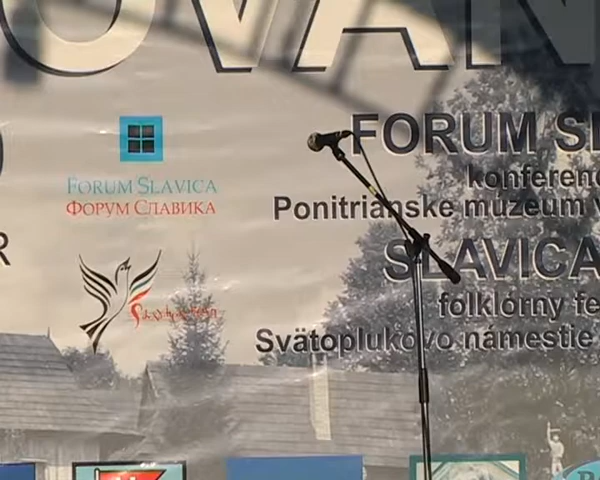 OVAN
FORUM SL
konferenc
Ponitrianske múzeum v
FORUM SLAVICA
ФОРУМ СЛАВИКА
R
SLAVICA
folklórny fe
Svätoplukovo námestie